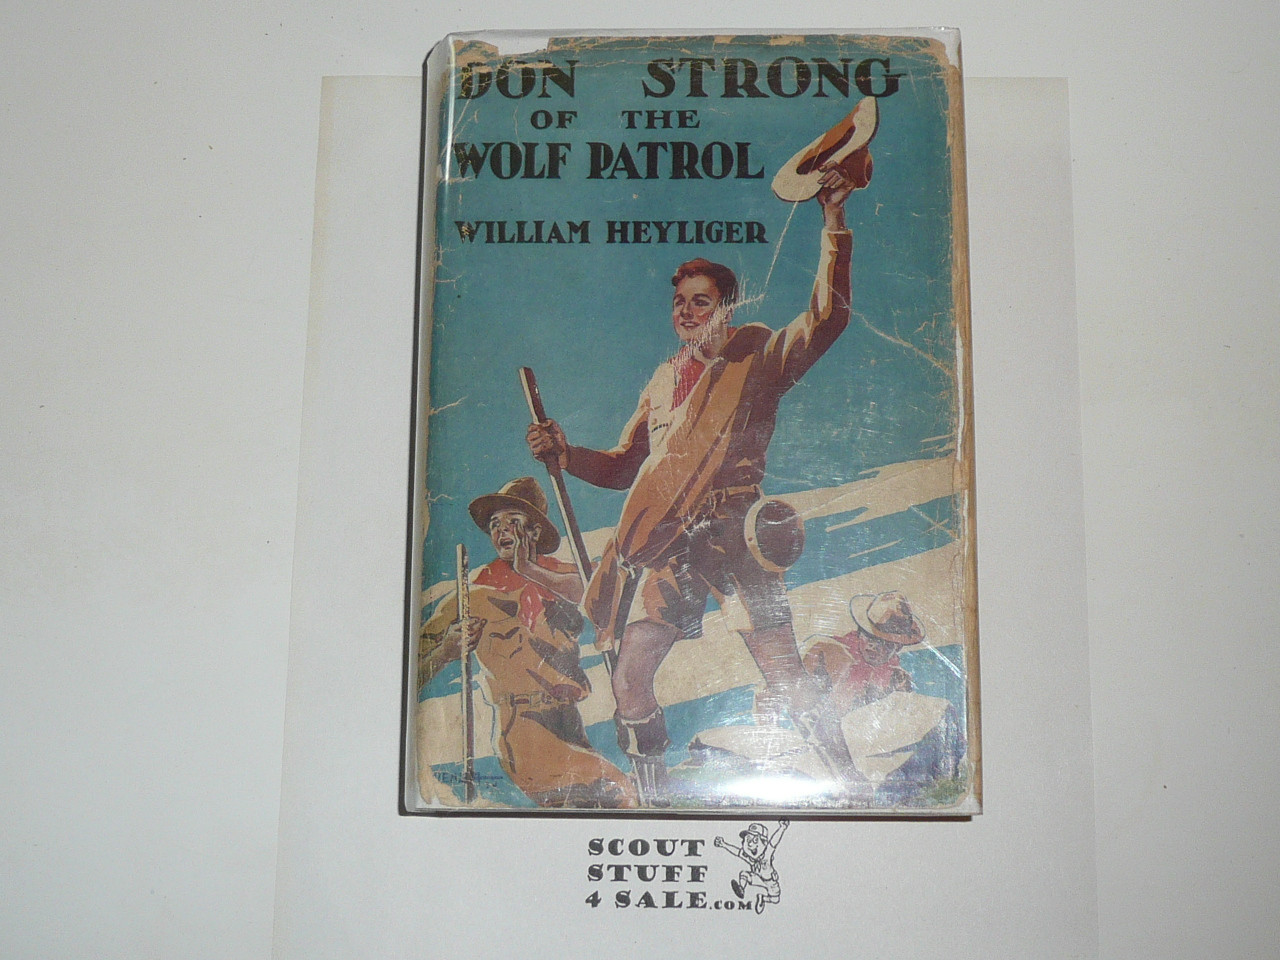 DON STRONG
OF THE
WOLF PATROL
WILLIAM HEYLIGER
SCOUT
STUFF
4 SALE.COM